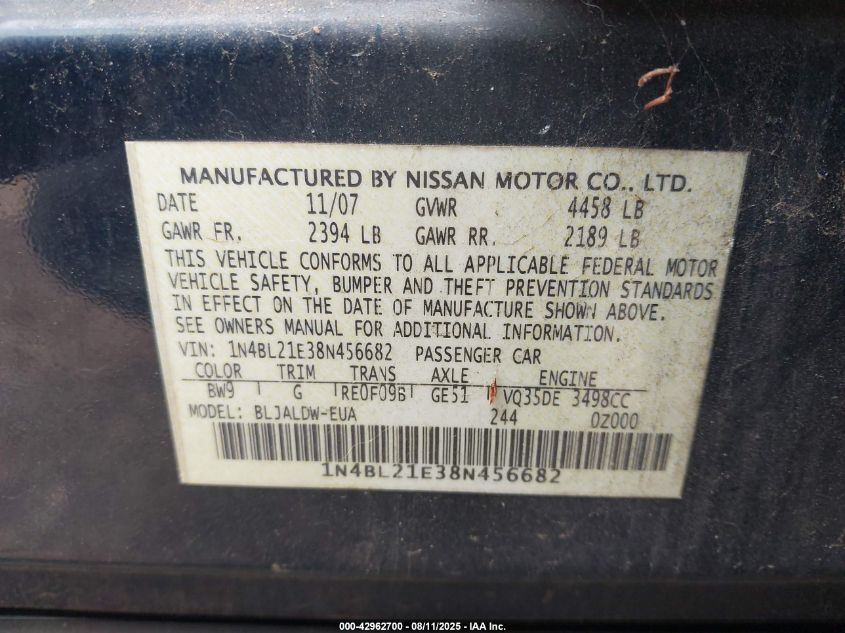 MANUFACTURED BY NISSAN MOTOR CO., LTD.
DATE 11/07 GVWR 4458 LB
GAWR FR. 2394 LB GAWR RR. 2189 LB
THIS VEHICLE CONFORMS TO ALL APPLICABLE FEDERAL MOTOR
VEHICLE SAFETY, BUMPER AND THEFT PREVENTION STANDARDS
IN EFFECT ON THE DATE OF MANUFACTURE SHOWN ABOVE.
SEE OWNERS MANUAL FOR ADDITIONAL INFORMATION.
VIN: 1N4BL21E38N456682 PASSENGER CAR
COLOR TRIM TRANS AXLE ENGINE
BW9 G RE0F09B GE51 VQ35DE 3498CC
MODEL: BLJALDW-EUA 244 0Z000
1N4BL21E38N456682
000-42962700 - 08/11/2025 - IAA Inc.